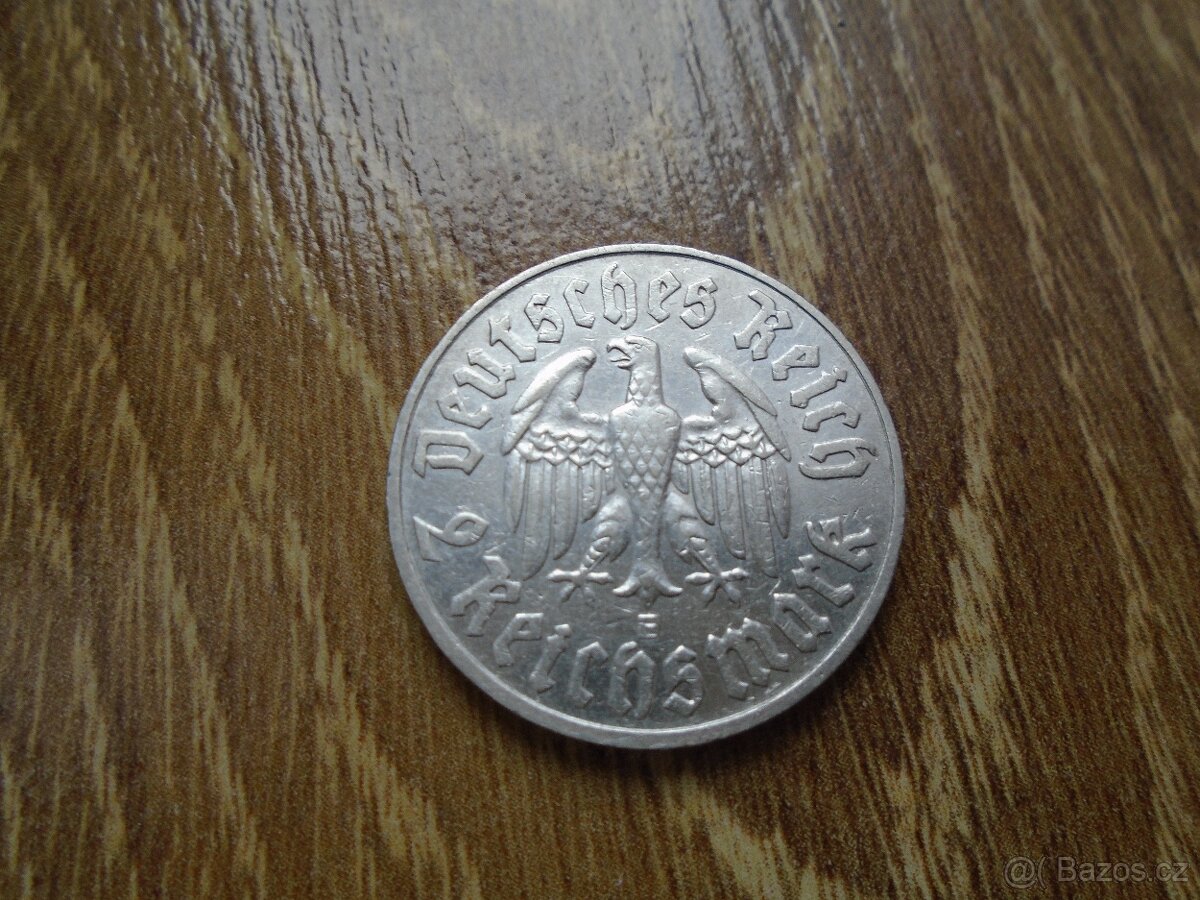 Deutsches Reich
2 Reichsmark
E
@( Bazos.cz